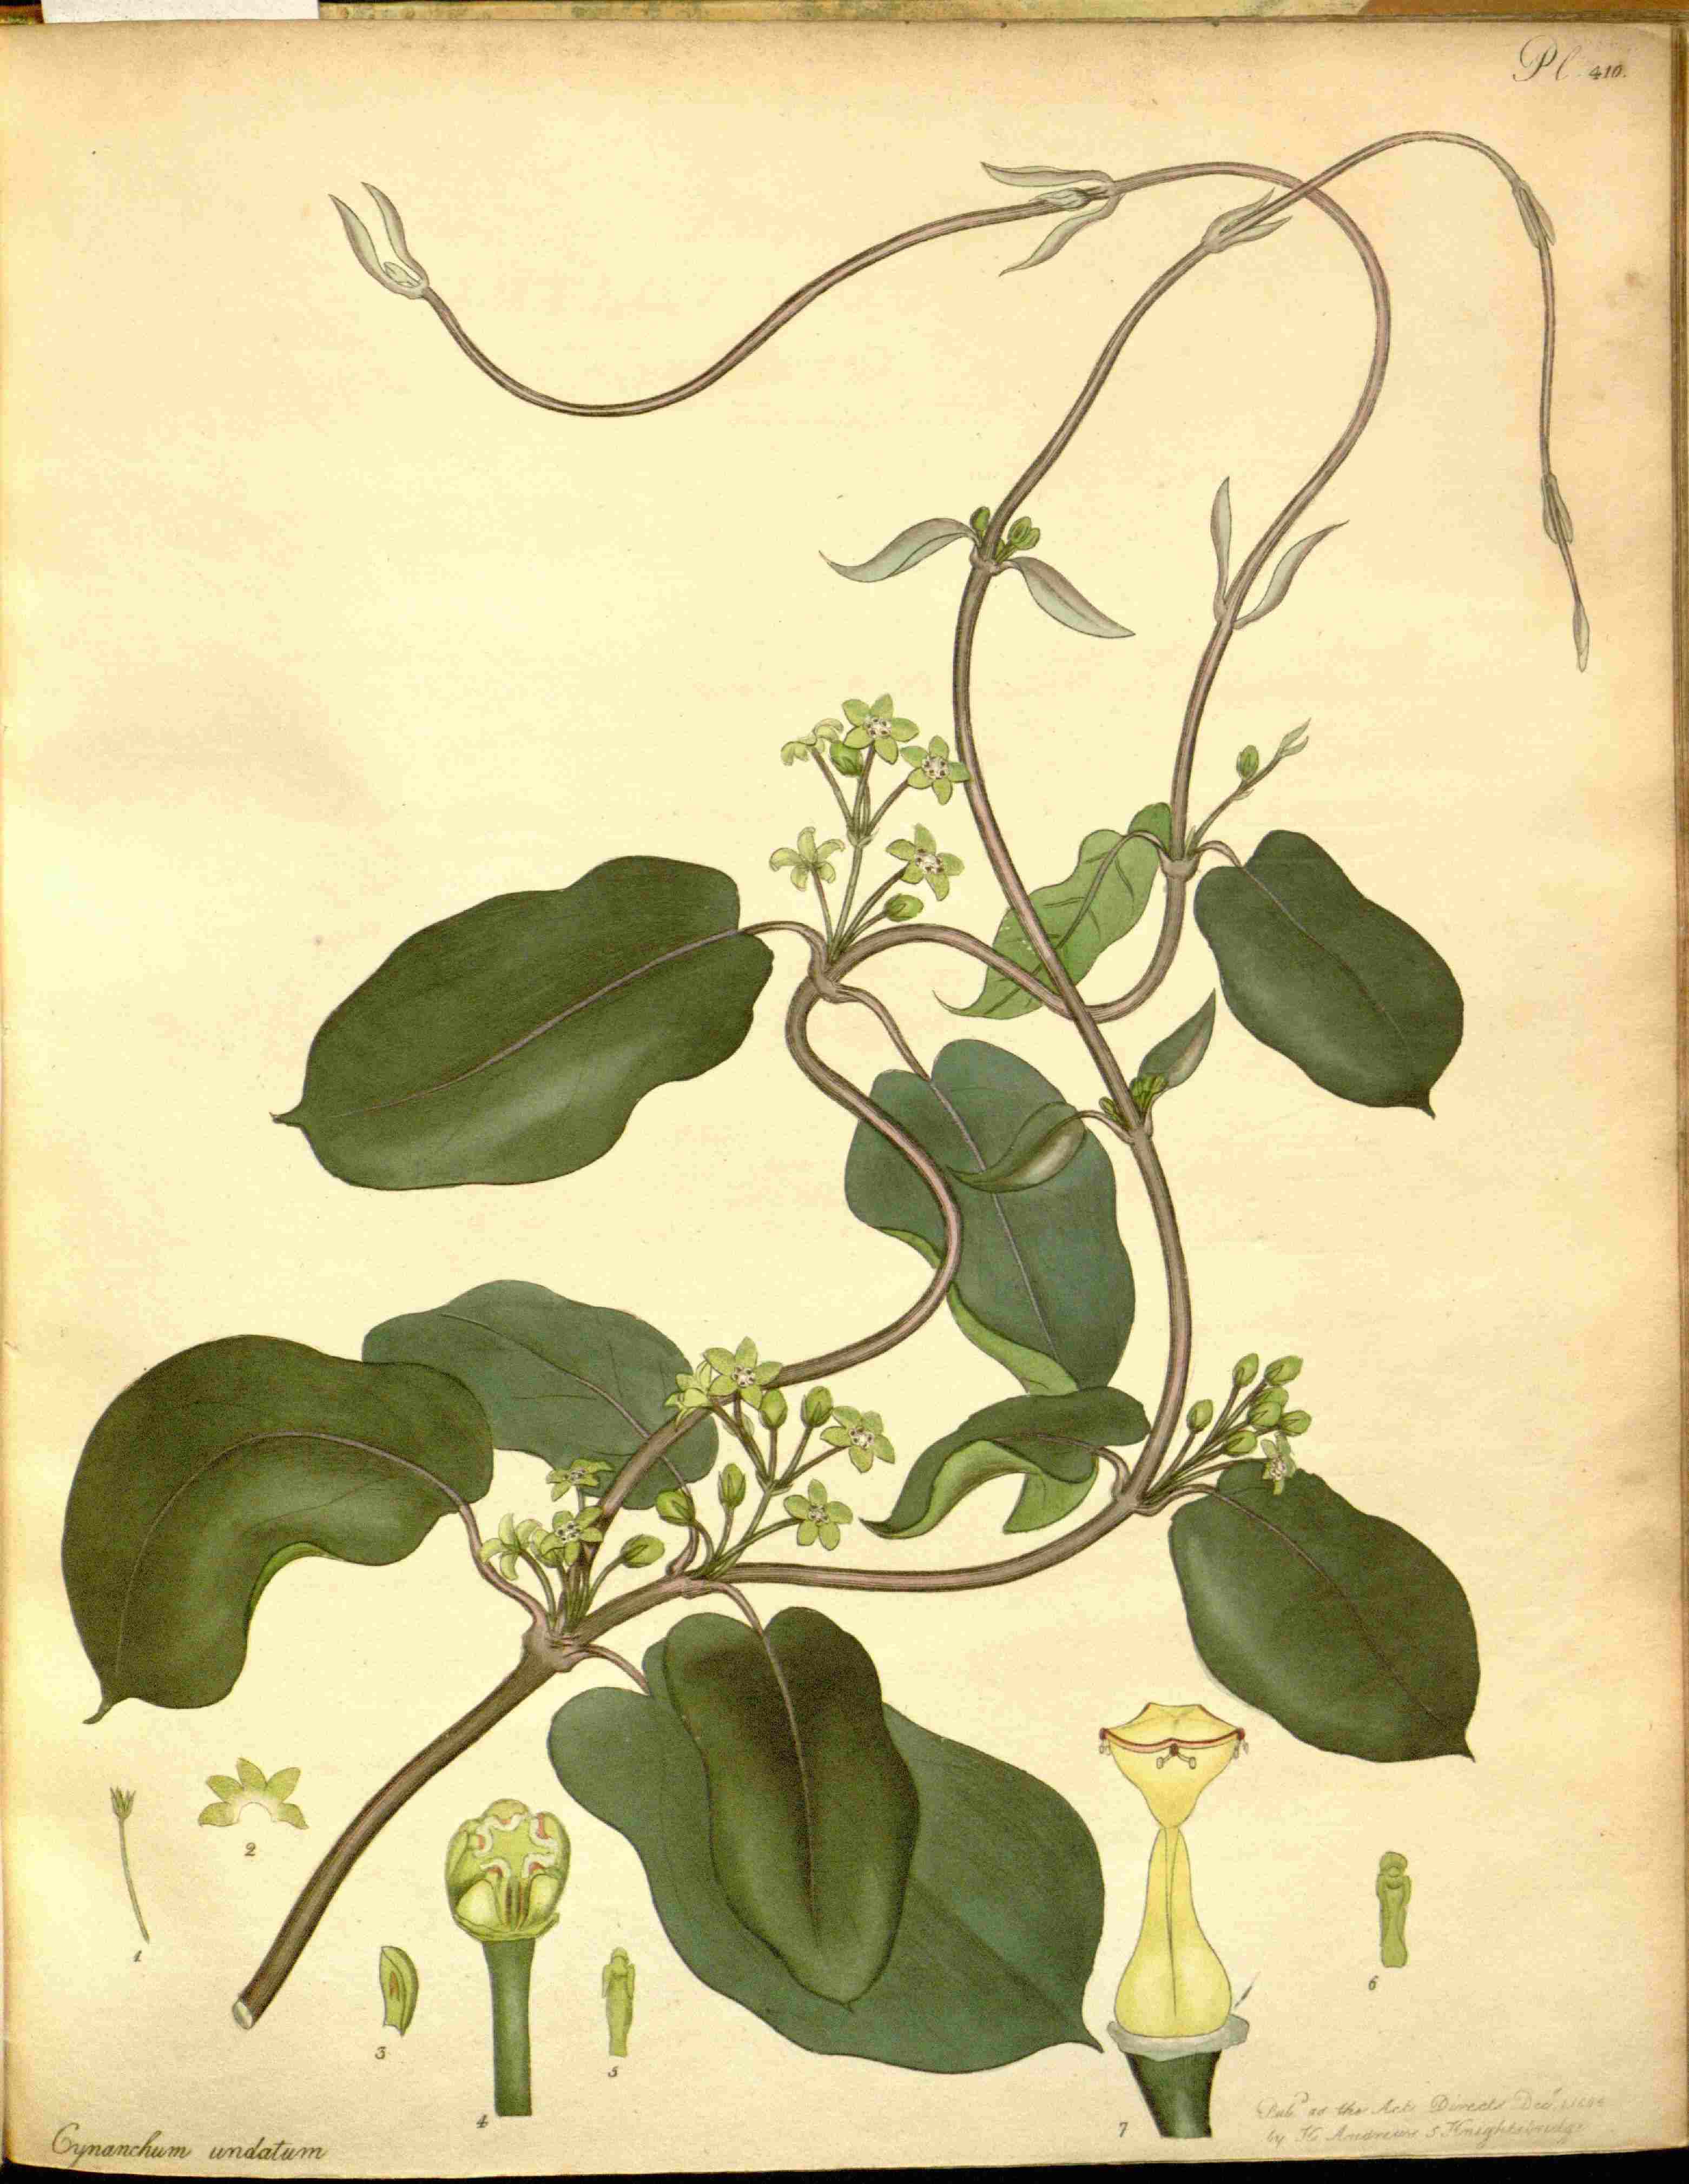 Pl. 410.
1
2
3
4
5
6
7
Cynanchum undatum
Pub.d as the Act Directs Dec.
by H. Andrews 5 Knightsbridge